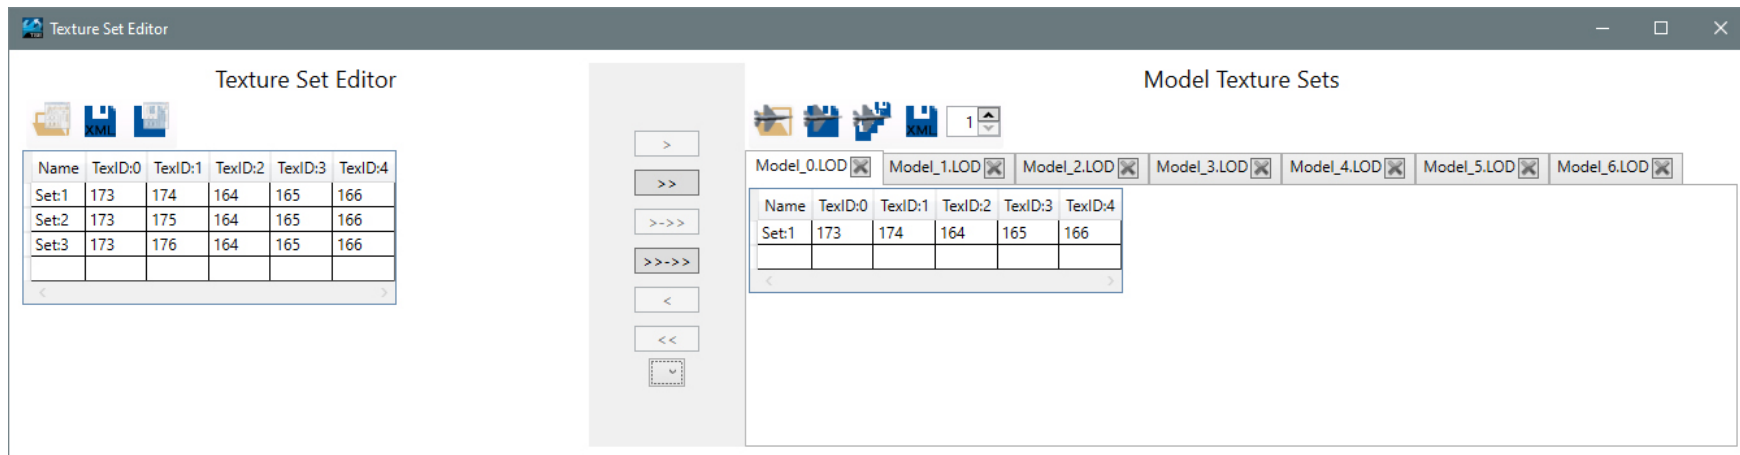 Texture Set Editor
Texture Set Editor
XML
Name TexID:0 TexID:1 TexID:2 TexID:3 TexID:4
Set:1 173 174 164 165 166
Set:2 173 175 164 165 166
Set:3 173 176 164 165 166
< >
>
>>
>->>
>>->>
<
<<
Model Texture Sets
XML 1
Model_0.LOD Model_1.LOD Model_2.LOD Model_3.LOD Model_4.LOD Model_5.LOD Model_6.LOD
Name TexID:0 TexID:1 TexID:2 TexID:3 TexID:4
Set:1 173 174 164 165 166
< >